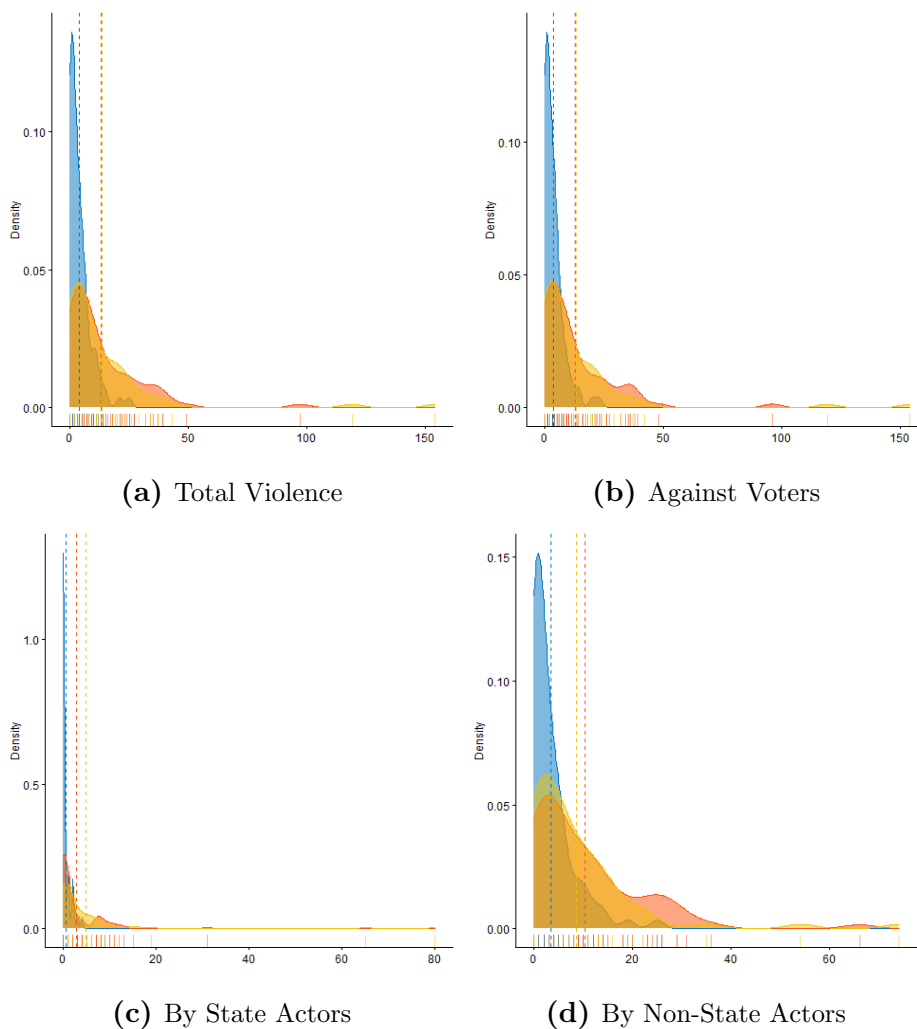 Density
0.10
0.05
0.00
0 50 100 150
(a) Total Violence
Density
0.10
0.05
0.00
0 50 100 150
(b) Against Voters
Density
1.0
0.5
0.0
0 20 40 60 80
(c) By State Actors
Density
0.15
0.10
0.05
0.00
0 20 40 60
(d) By Non-State Actors